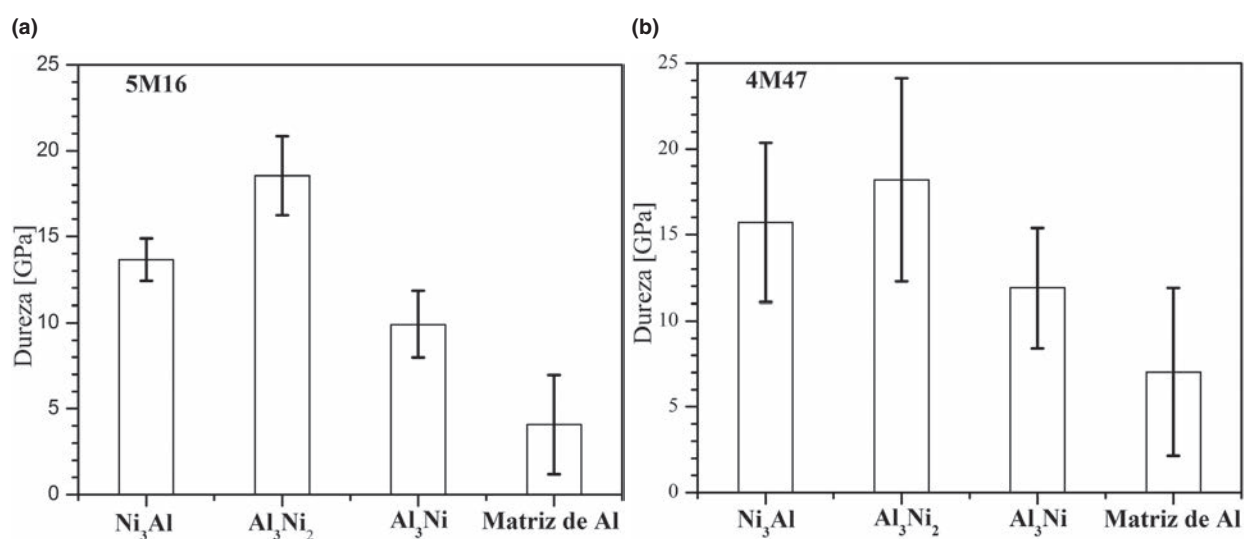 (a)
5M16
Dureza [GPa]
25
20
15
10
5
0
Ni₃Al
Al₃Ni₂
Al₃Ni
Matriz de Al
(b)
4M47
Dureza [GPa]
25
20
15
10
5
0
Ni₃Al
Al₃Ni₂
Al₃Ni
Matriz de Al